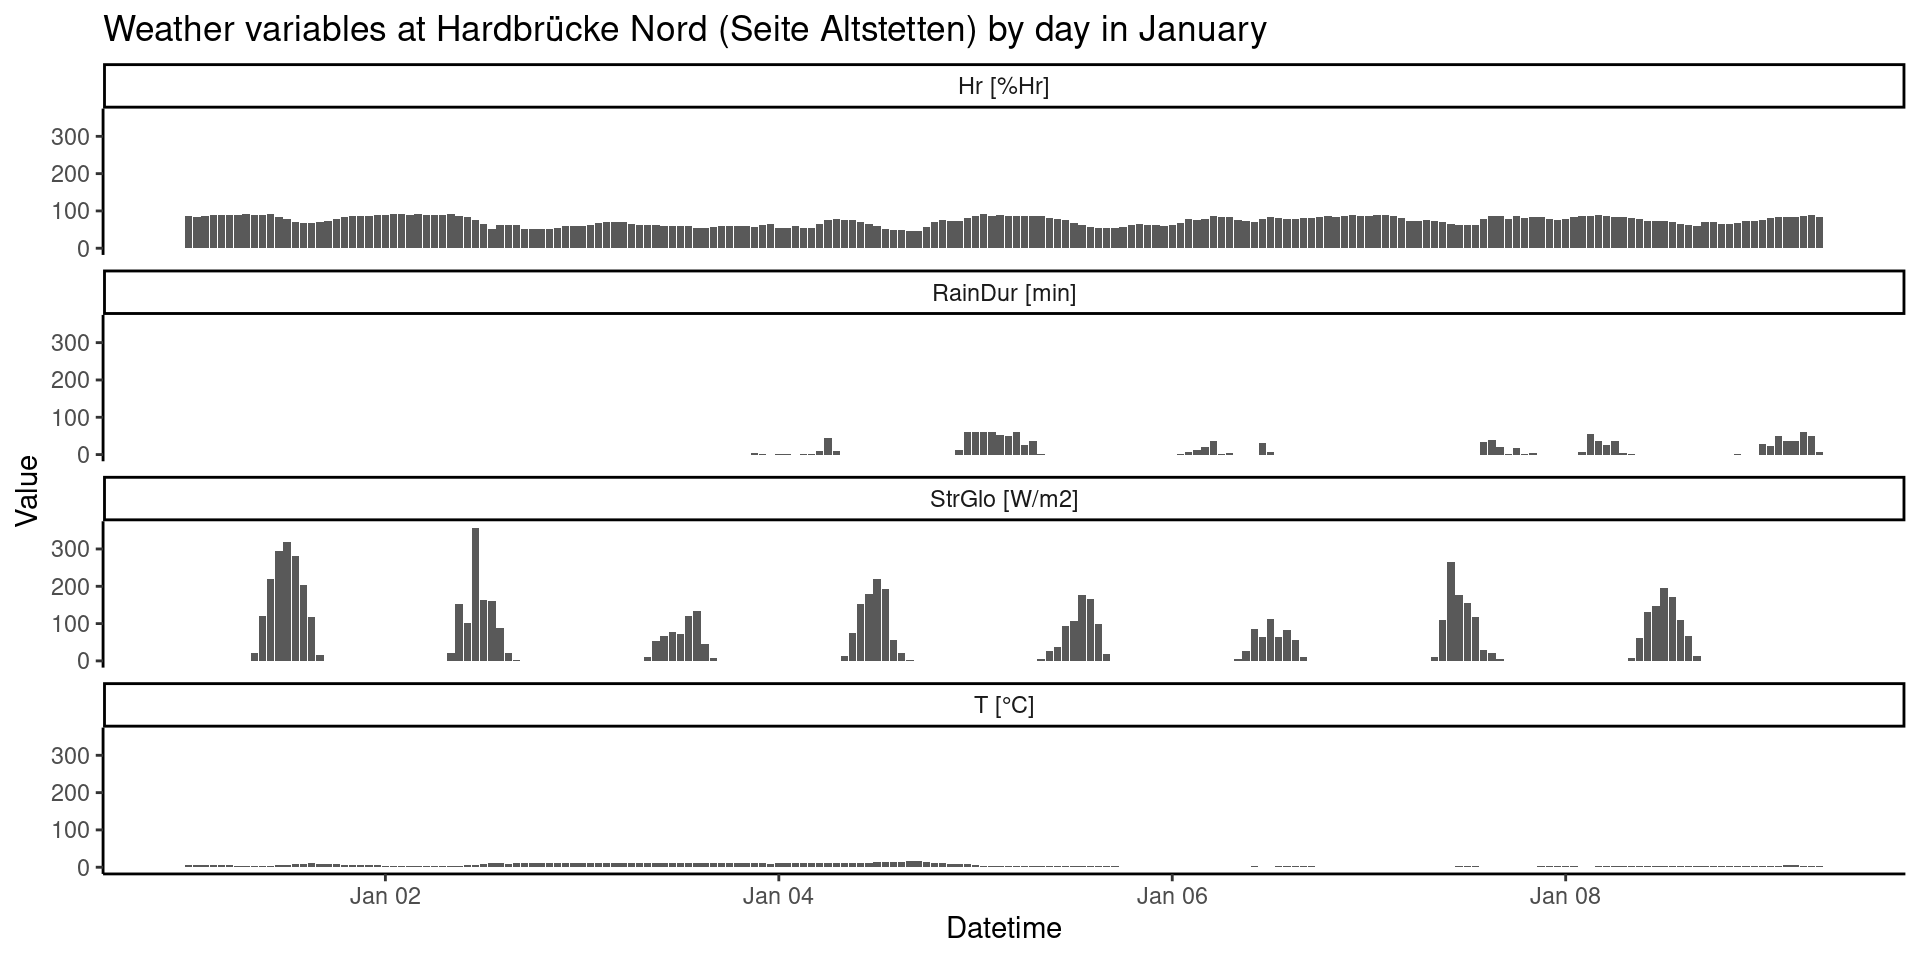 Weather variables at Hardbrücke Nord (Seite Altstetten) by day in January
Hr [%Hr]
300
200
100
0
RainDur [min]
300
200
100
0
Value
StrGlo [W/m2]
300
200
100
0
T [°C]
300
200
100
0
Jan 02
Jan 04
Jan 06
Jan 08
Datetime